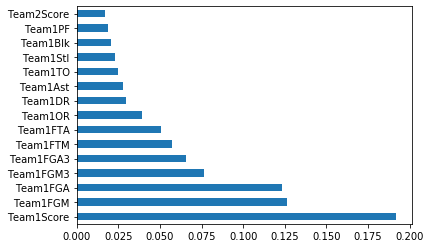 Team2Score
Team1PF
Team1Blk
Team1Stl
Team1TO
Team1Ast
Team1DR
Team1OR
Team1FTA
Team1FTM
Team1FGA3
Team1FGM3
Team1FGA
Team1FGM
Team1Score
0.000 0.025 0.050 0.075 0.100 0.125 0.150 0.175 0.200